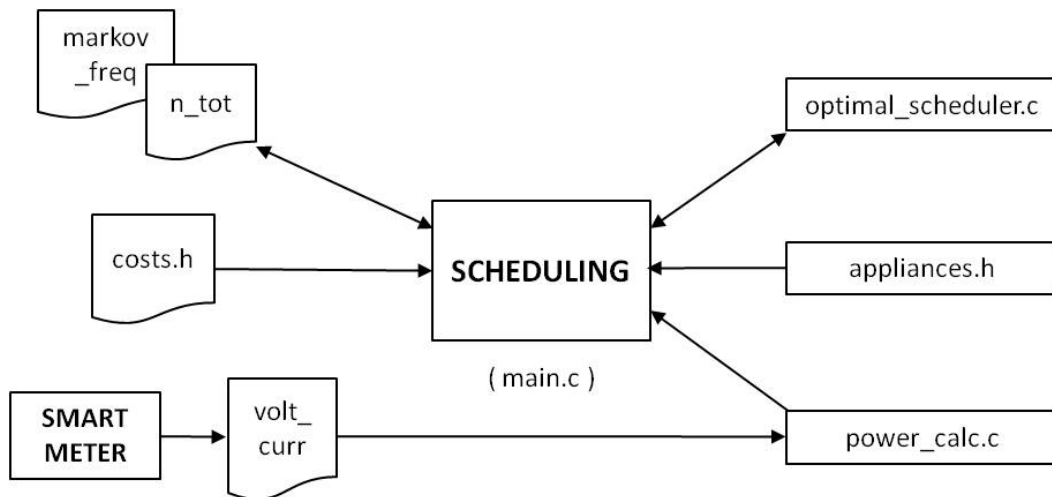 markov
_freq
n_tot
optimal_scheduler.c
costs.h
SCHEDULING
appliances.h
( main.c )
SMART
METER
volt_
curr
power_calc.c